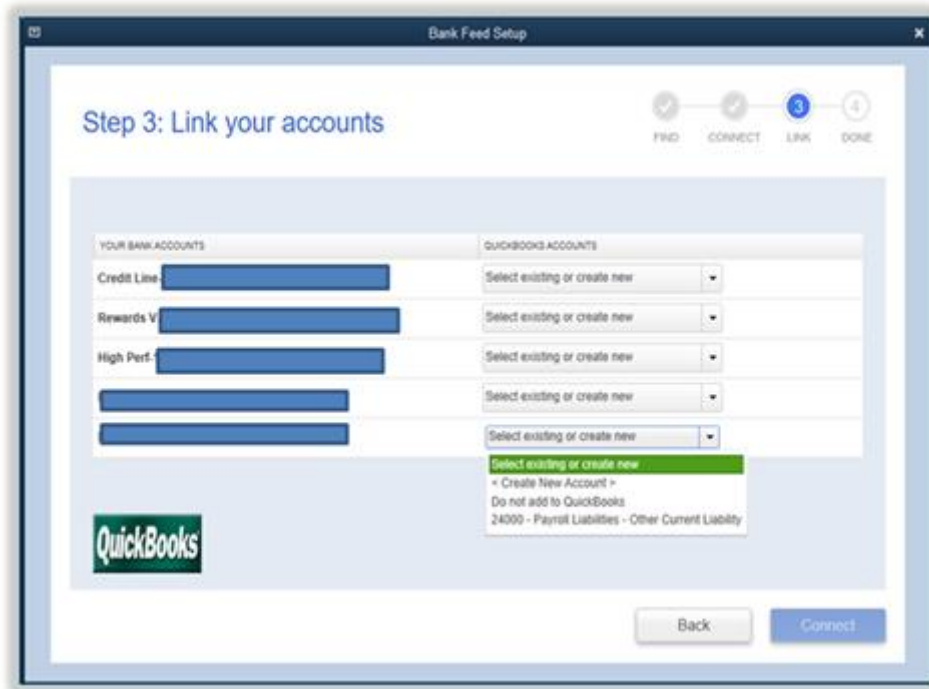 Bank Feed Setup
Step 3: Link your accounts
3
4
FIND
CONNECT
LINK
DONE
YOUR BANK ACCOUNTS
QUICKBOOKS ACCOUNTS
Credit Line-
Select existing or create new
Rewards V
Select existing or create new
High Perf-
Select existing or create new
Select existing or create new
Select existing or create new
Select existing or create new
< Create New Account >
Do not add to QuickBooks
24000 - Payroll Liabilities - Other Current Liability
QuickBooks
Back
Connect